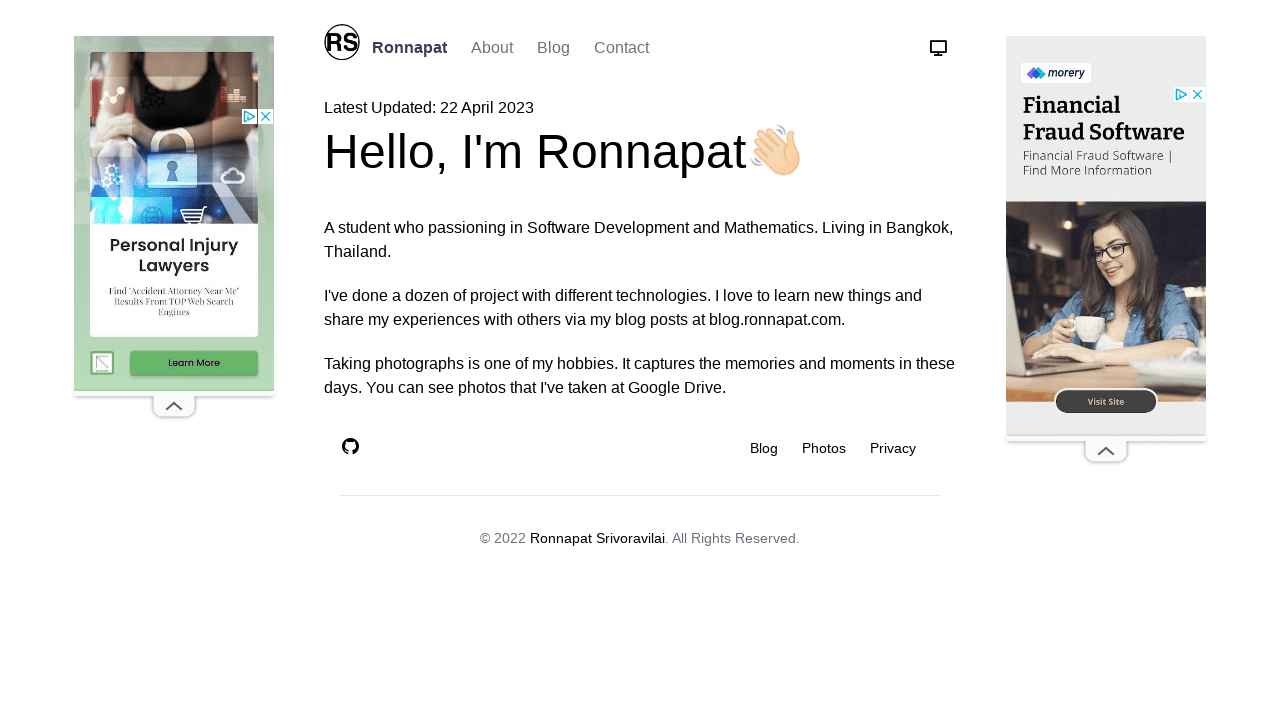 RS Ronnapat About Blog Contact
Latest Updated: 22 April 2023
Hello, I'm Ronnapat👋🏼
A student who passioning in Software Development and Mathematics. Living in Bangkok,
Thailand.
I've done a dozen of project with different technologies. I love to learn new things and
share my experiences with others via my blog posts at blog.ronnapat.com.
Taking photographs is one of my hobbies. It captures the memories and moments in these
days. You can see photos that I've taken at Google Drive.
Blog Photos Privacy
© 2022 Ronnapat Srivoravilai. All Rights Reserved.
Personal Injury
Lawyers
Find "Accident Attorney Near Me"
Results From TOP Web Search
Engines
Learn More
morery
Financial
Fraud Software
Financial Fraud Software |
Find More Information
Visit Site